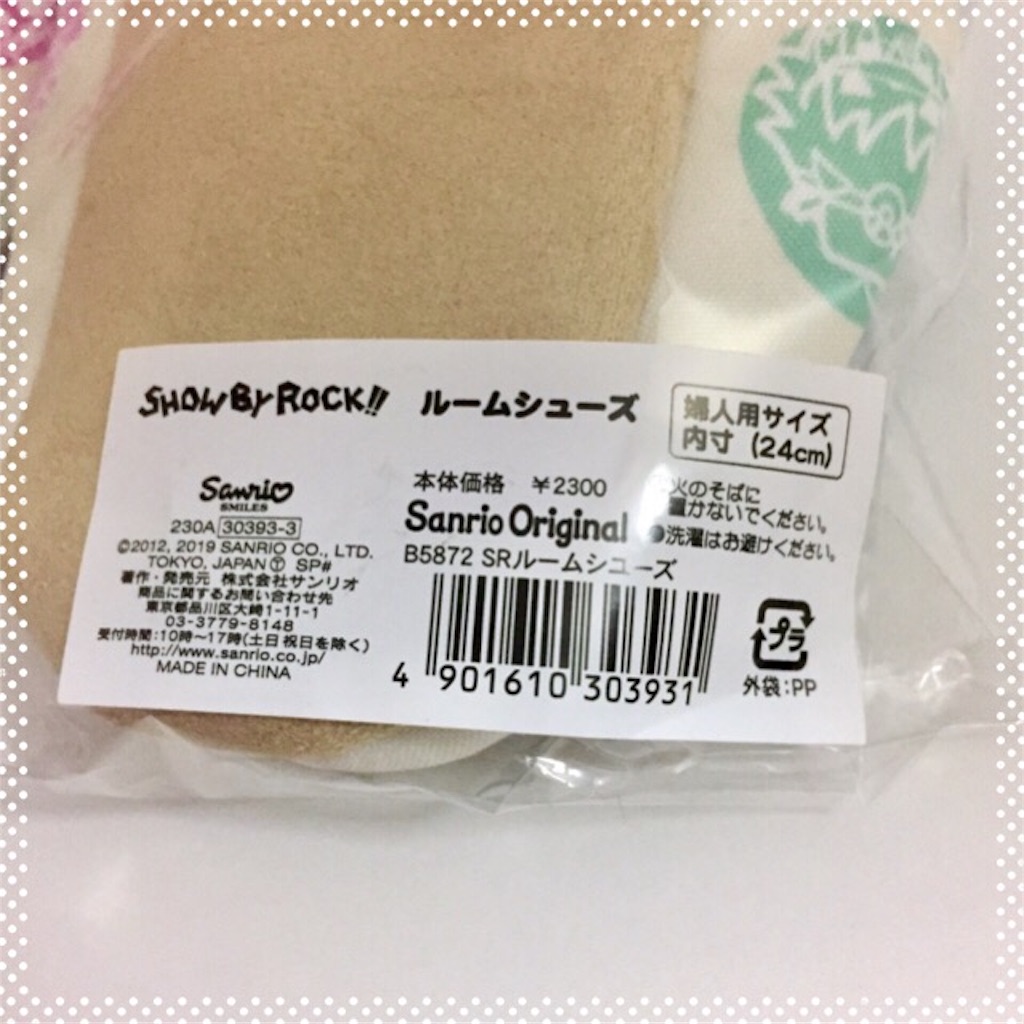 SHOW BY ROCK!! ルームシューズ
婦人用サイズ
内寸 (24cm)
Sanrio
SMILES
230A 30393-3
©2012, 2019 SANRIO CO., LTD.
TOKYO, JAPAN Ⓣ SP#
著作・発売元 株式会社サンリオ
商品に関するお問い合わせ先
東京都品川区大崎1-11-1
03-3779-8148
受付時間:10時～17時(土日祝日を除く)
http://www.sanrio.co.jp/
MADE IN CHINA
本体価格 ￥2300
Sanrio Original
B5872 SRルームシューズ
4 901610 303931
火のそばに
置かないでください。
●洗濯はお避けください。
プラ
外袋:PP